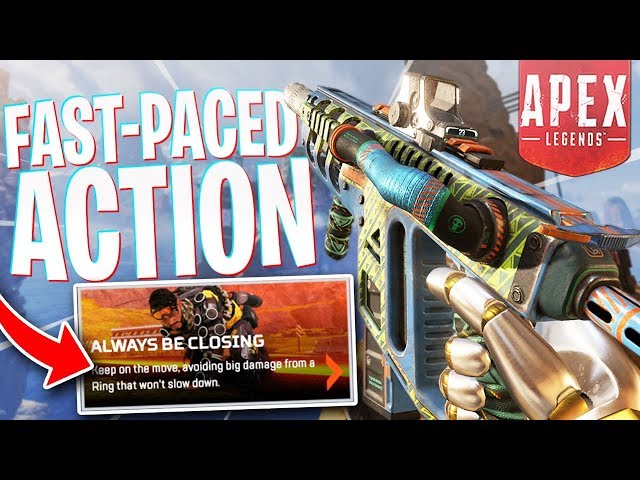 FAST-PACED
ACTION
APEX
LEGENDS™
ALWAYS BE CLOSING
Keep on the move, avoiding big damage from a
Ring that won't slow down.